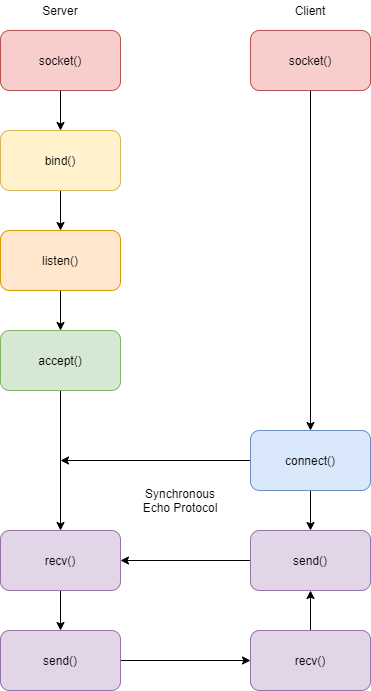 Server
Client
socket()
socket()
bind()
listen()
accept()
connect()
Synchronous
Echo Protocol
recv()
send()
send()
recv()